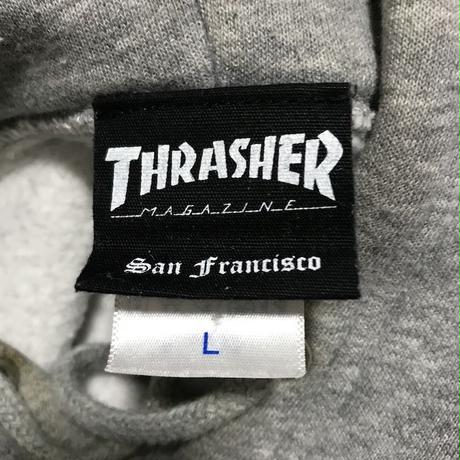 THRASHER
MAGAZINE
San Francisco
L